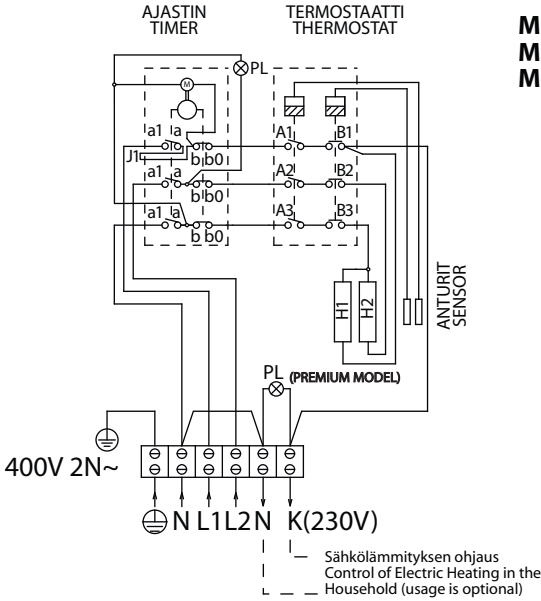 AJASTIN
TIMER
TERMOSTAATTI
THERMOSTAT
M
M
M
PL
M
a1 a
A1
B1
J1
b b0
a1 a
A2
B2
b b0
a1 a
A3
B3
b b0
H1
H2
ANTURIT
SENSOR
PL (PREMIUM MODEL)
400V 2N~
N L1 L2 N K(230V)
Sähkölämmityksen ohjaus
Control of Electric Heating in the
Household (usage is optional)